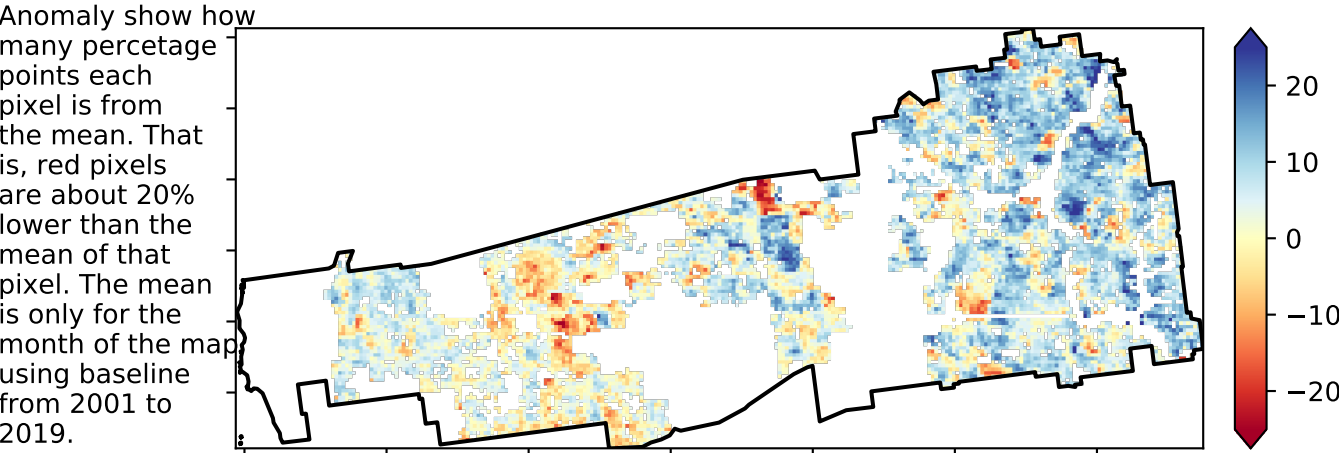 Anomaly show how
many percetage
points each
pixel is from
the mean. That
is, red pixels
are about 20%
lower than the
mean of that
pixel. The mean
is only for the
month of the map
using baseline
from 2001 to
2019.
20
10
0
−10
−20